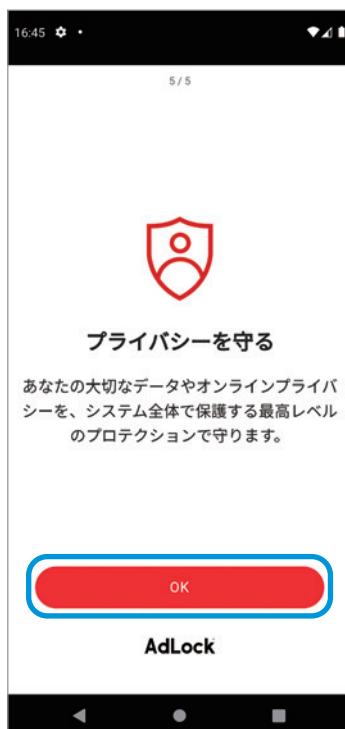 16:45
5/5
プライバシーを守る
あなたの大切なデータやオンラインプライバ
シーを、システム全体で保護する最高レベル
のプロテクションで守ります。
OK
AdLock